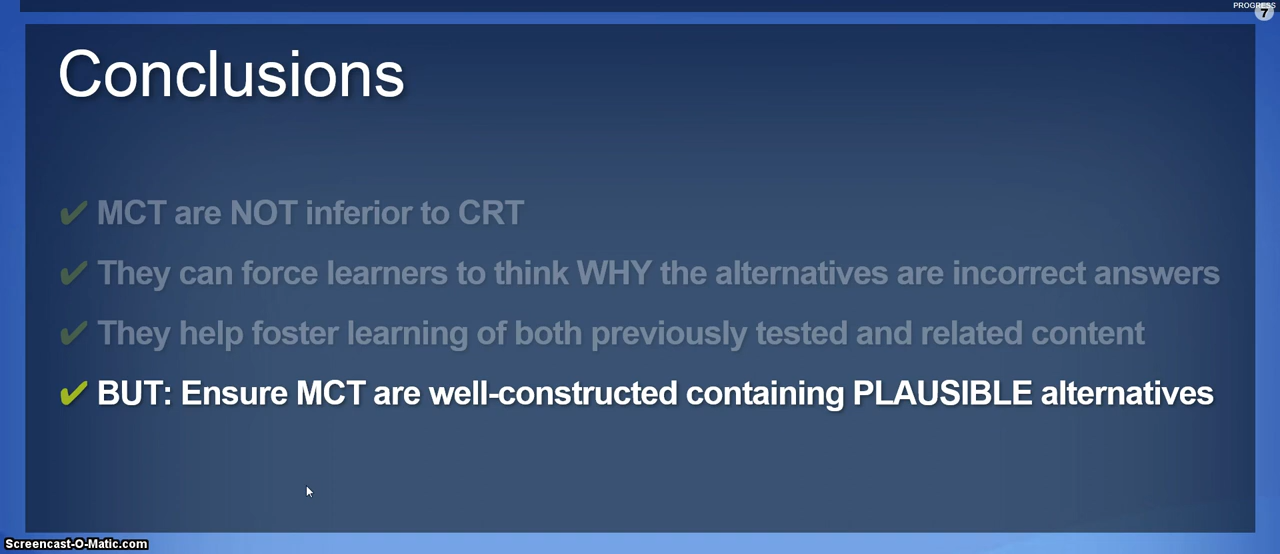 PROGRESS
7
Conclusions
✔ MCT are NOT inferior to CRT
✔ They can force learners to think WHY the alternatives are incorrect answers
✔ They help foster learning of both previously tested and related content
✔ BUT: Ensure MCT are well-constructed containing PLAUSIBLE alternatives
Screencast-O-Matic.com